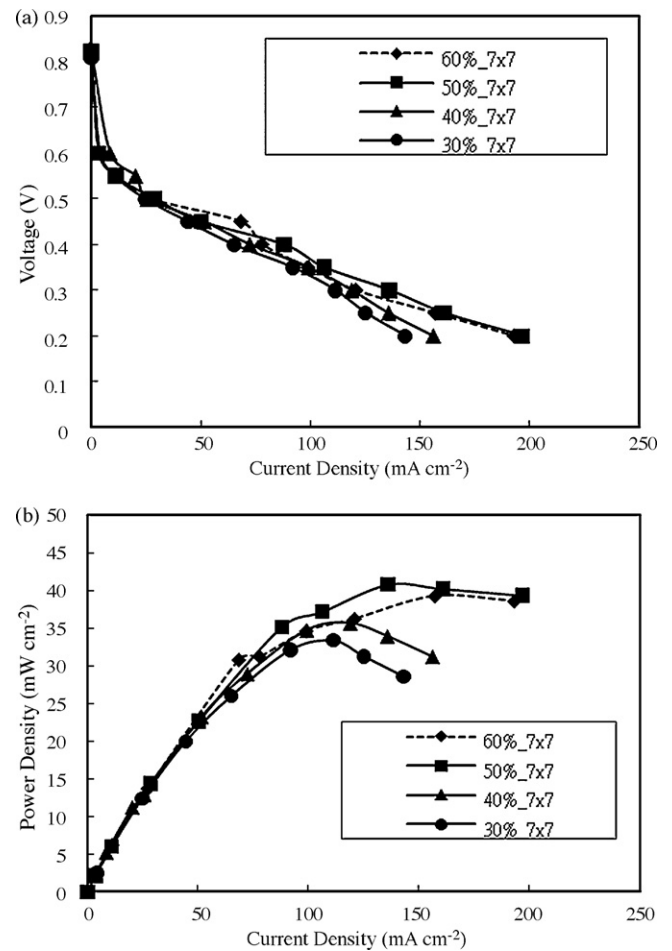 (a)
0.9
0.8
0.7
0.6
0.5
0.4
0.3
0.2
0.1
0
Voltage (V)
60%_7x7
50%_7x7
40%_7x7
30%_7x7
0 50 100 150 200 250
Current Density (mA cm-2)
(b)
50
45
40
35
30
25
20
15
10
5
0
Power Density (mW cm-2)
60%_7x7
50%_7x7
40%_7x7
30%_7x7
0 50 100 150 200 250
Current Density (mA cm-2)